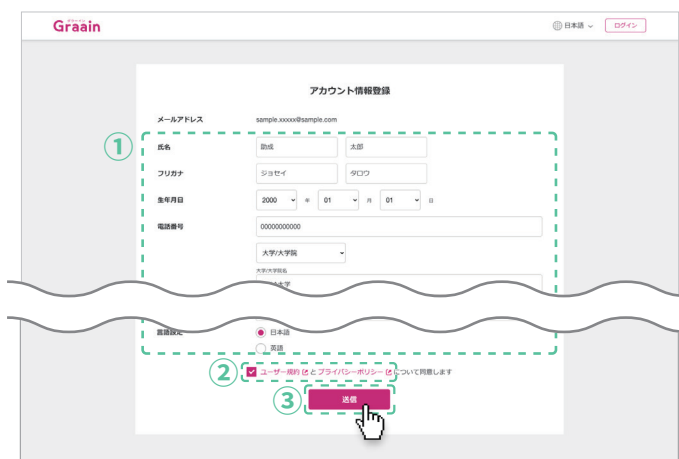 Graain
日本語
ログイン
アカウント情報登録
メールアドレス
sample.xxxxx@sample.com
①
氏名
助成
太郎
フリガナ
ジョセイ
タロウ
生年月日
2000
年
01
月
01
日
電話番号
00000000000
大学/大学院
大学/大学院名
大学
言語設定
日本語
英語
②
ユーザー規約 と プライバシーポリシー について同意します
③
送信